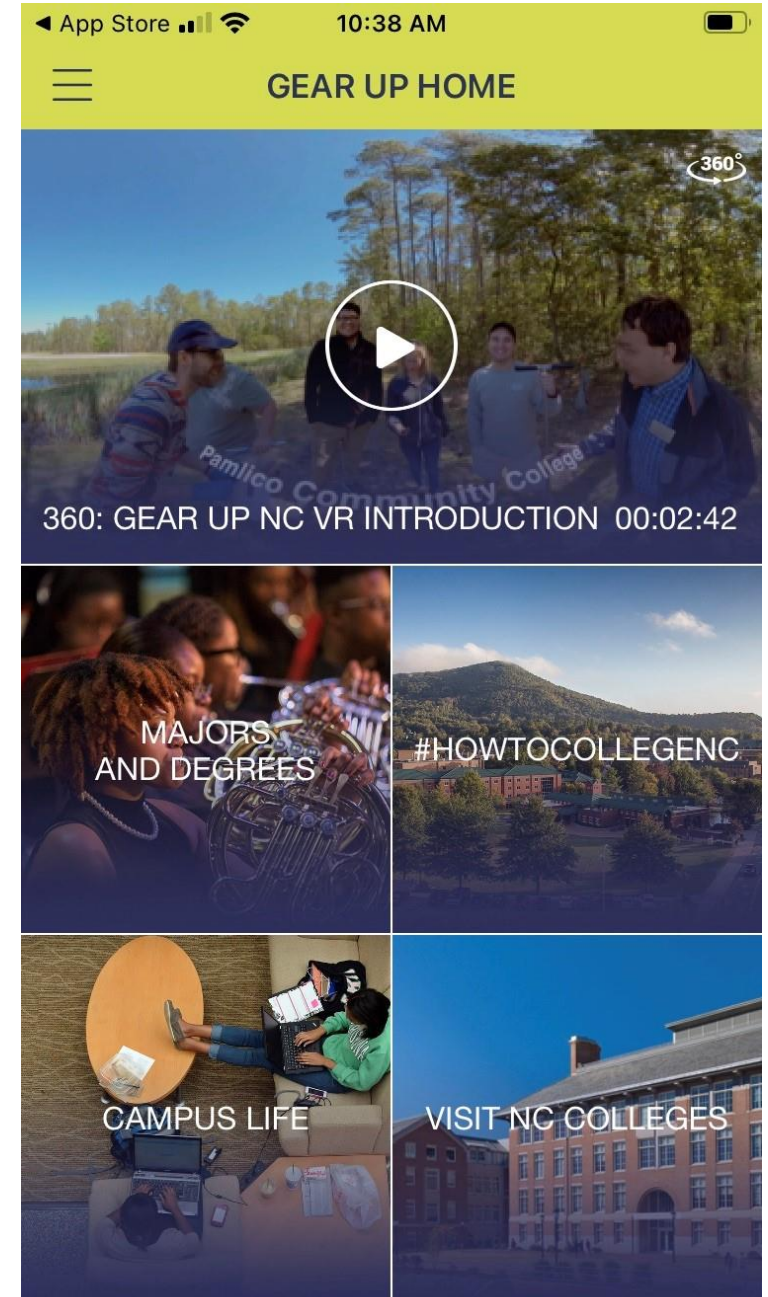 App Store
10:38 AM
GEAR UP HOME
360°
Pamlico Community College
360: GEAR UP NC VR INTRODUCTION 00:02:42
MAJORS
AND DEGREES
#HOWTOCOLLEGENC
CAMPUS LIFE
VISIT NC COLLEGES